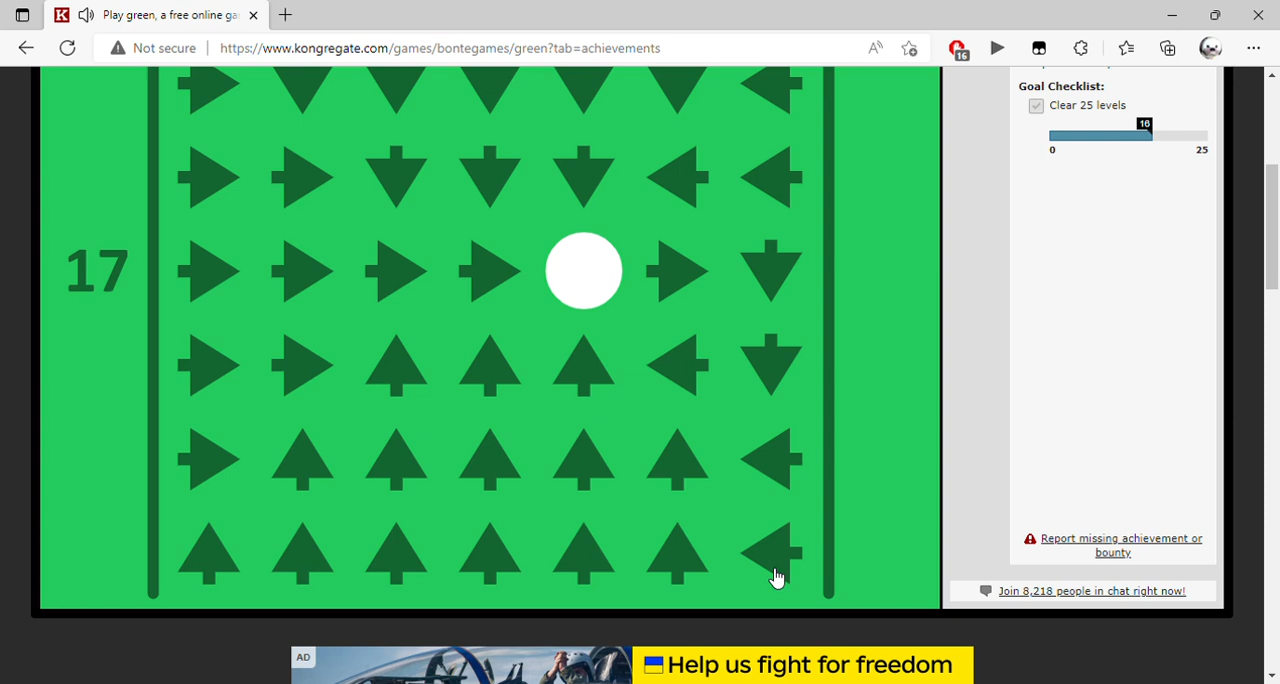 Play green, a free online ga
Not secure
https://www.kongregate.com/games/bontegames/green?tab=achievements
16
Goal Checklist:
Clear 25 levels
16
0
25
17
Report missing achievement or
bounty
Join 8,218 people in chat right now!
AD
Help us fight for freedom